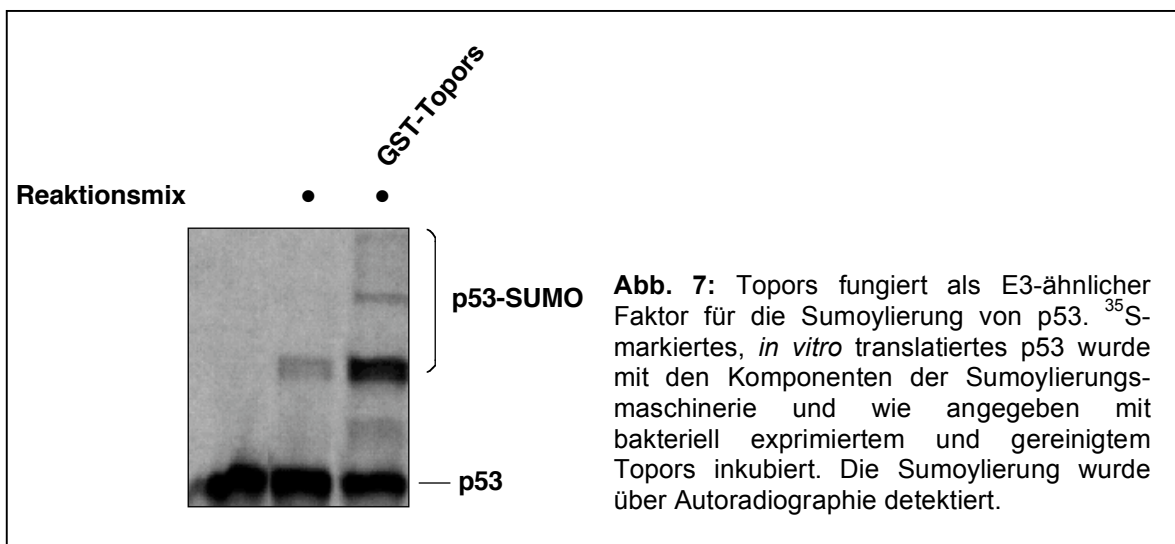 GST-Topors
Reaktionsmix • •
p53-SUMO
p53
Abb. 7: Topors fungiert als E3-ähnlicher
Faktor für die Sumoylierung von p53. ³⁵S-
markiertes, in vitro translatiertes p53 wurde
mit den Komponenten der Sumoylierungs-
maschinerie und wie angegeben mit
bakteriell exprimiertem und gereinigtem
Topors inkubiert. Die Sumoylierung wurde
über Autoradiographie detektiert.